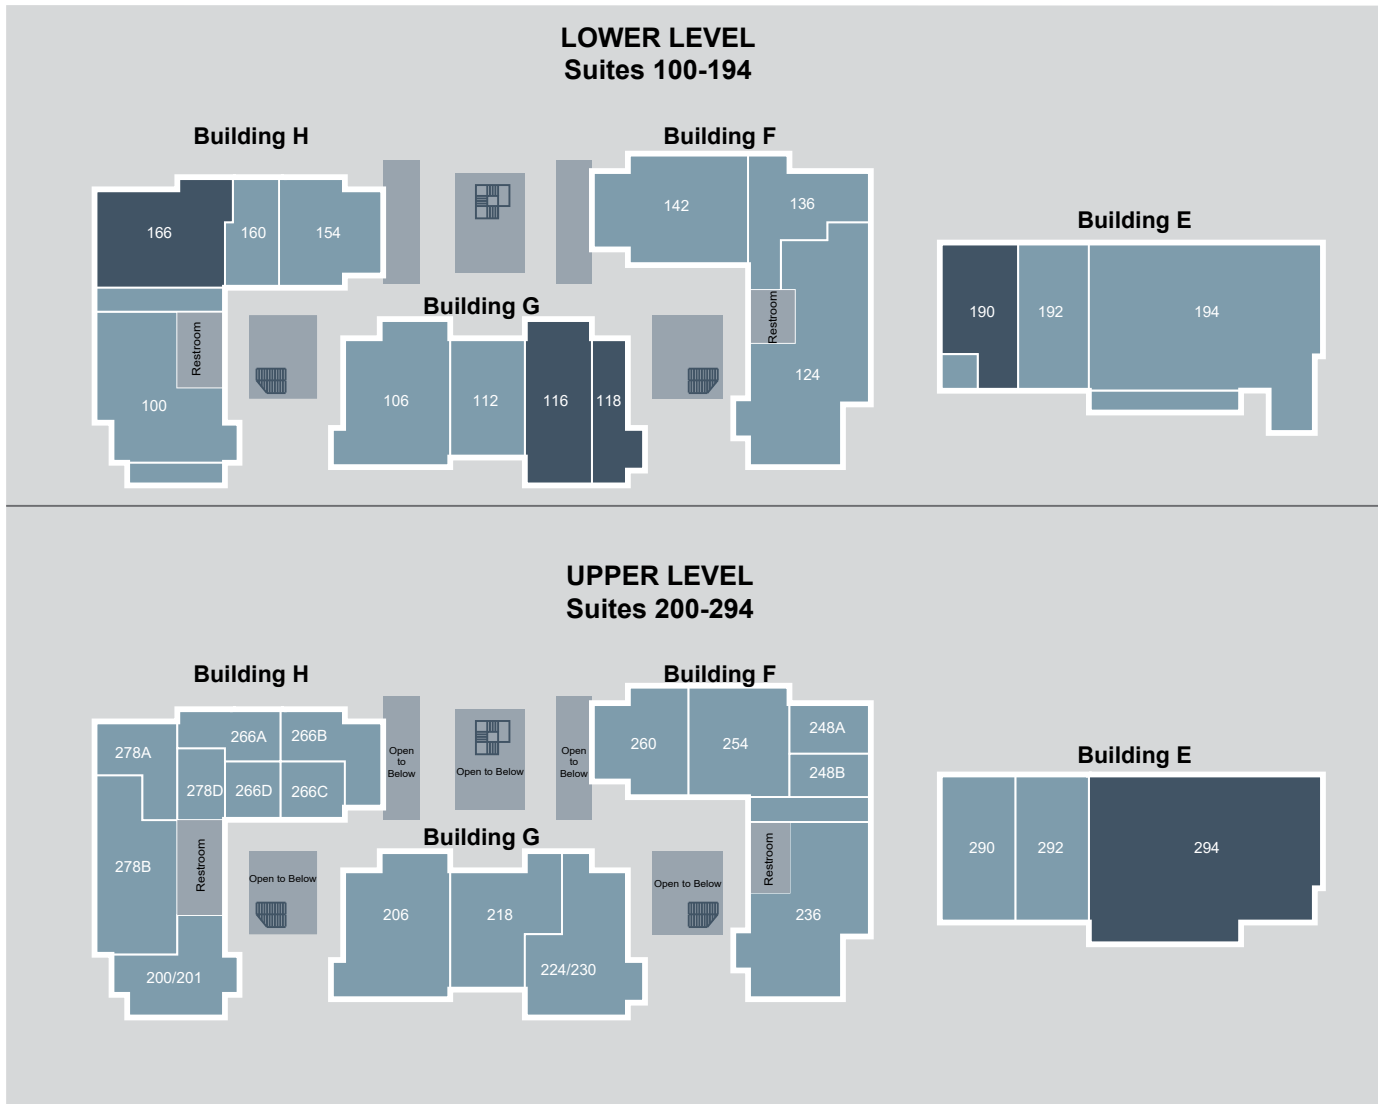 LOWER LEVEL
Suites 100-194
Building H
Building F
Building E
Building G
166
160
154
142
136
190
192
194
Restroom
Restroom
100
106
112
116
118
124
UPPER LEVEL
Suites 200-294
Building H
Building F
Building E
Building G
278A
266A
266B
278D
266D
266C
Open
to
Below
Open to Below
Open
to
Below
260
254
248A
248B
278B
Restroom
Open to Below
206
218
224/230
Open to Below
Restroom
236
290
292
294
200/201